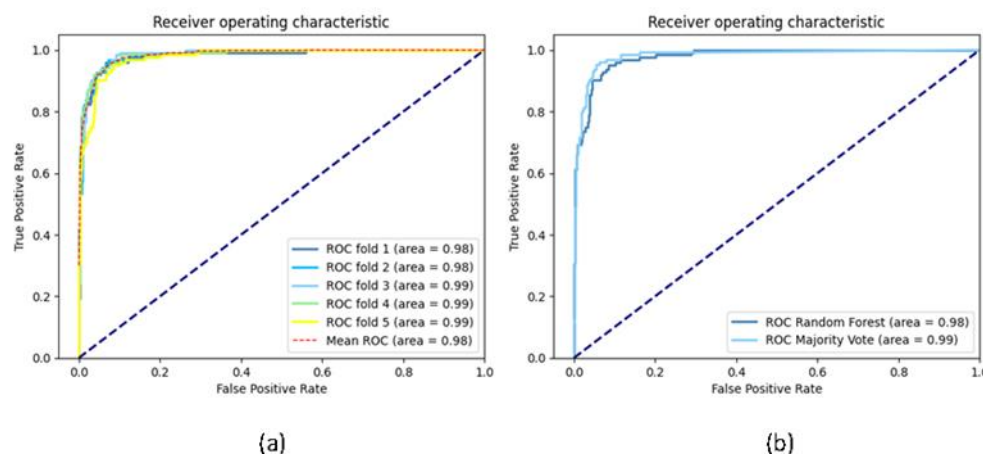 Receiver operating characteristic
1.0
0.8
0.6
0.4
0.2
0.0
True Positive Rate
0.0 0.2 0.4 0.6 0.8 1.0
False Positive Rate
ROC fold 1 (area = 0.98)
ROC fold 2 (area = 0.98)
ROC fold 3 (area = 0.99)
ROC fold 4 (area = 0.99)
ROC fold 5 (area = 0.99)
Mean ROC (area = 0.98)
(a)
Receiver operating characteristic
1.0
0.8
0.6
0.4
0.2
0.0
True Positive Rate
0.0 0.2 0.4 0.6 0.8 1.0
False Positive Rate
ROC Random Forest (area = 0.98)
ROC Majority Vote (area = 0.99)
(b)